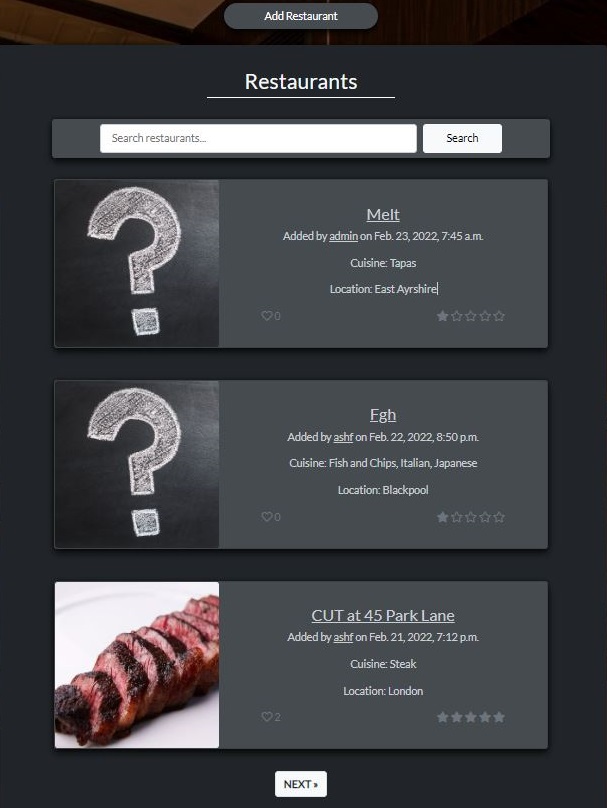 Add Restaurant
Restaurants
Search restaurants...
Search
Melt
Added by admin on Feb. 23, 2022, 7:45 a.m.
Cuisine: Tapas
Location: East Ayrshire
0
Fgh
Added by ashf on Feb. 22, 2022, 8:50 p.m.
Cuisine: Fish and Chips, Italian, Japanese
Location: Blackpool
0
CUT at 45 Park Lane
Added by ashf on Feb. 21, 2022, 7:12 p.m.
Cuisine: Steak
Location: London
2
NEXT »